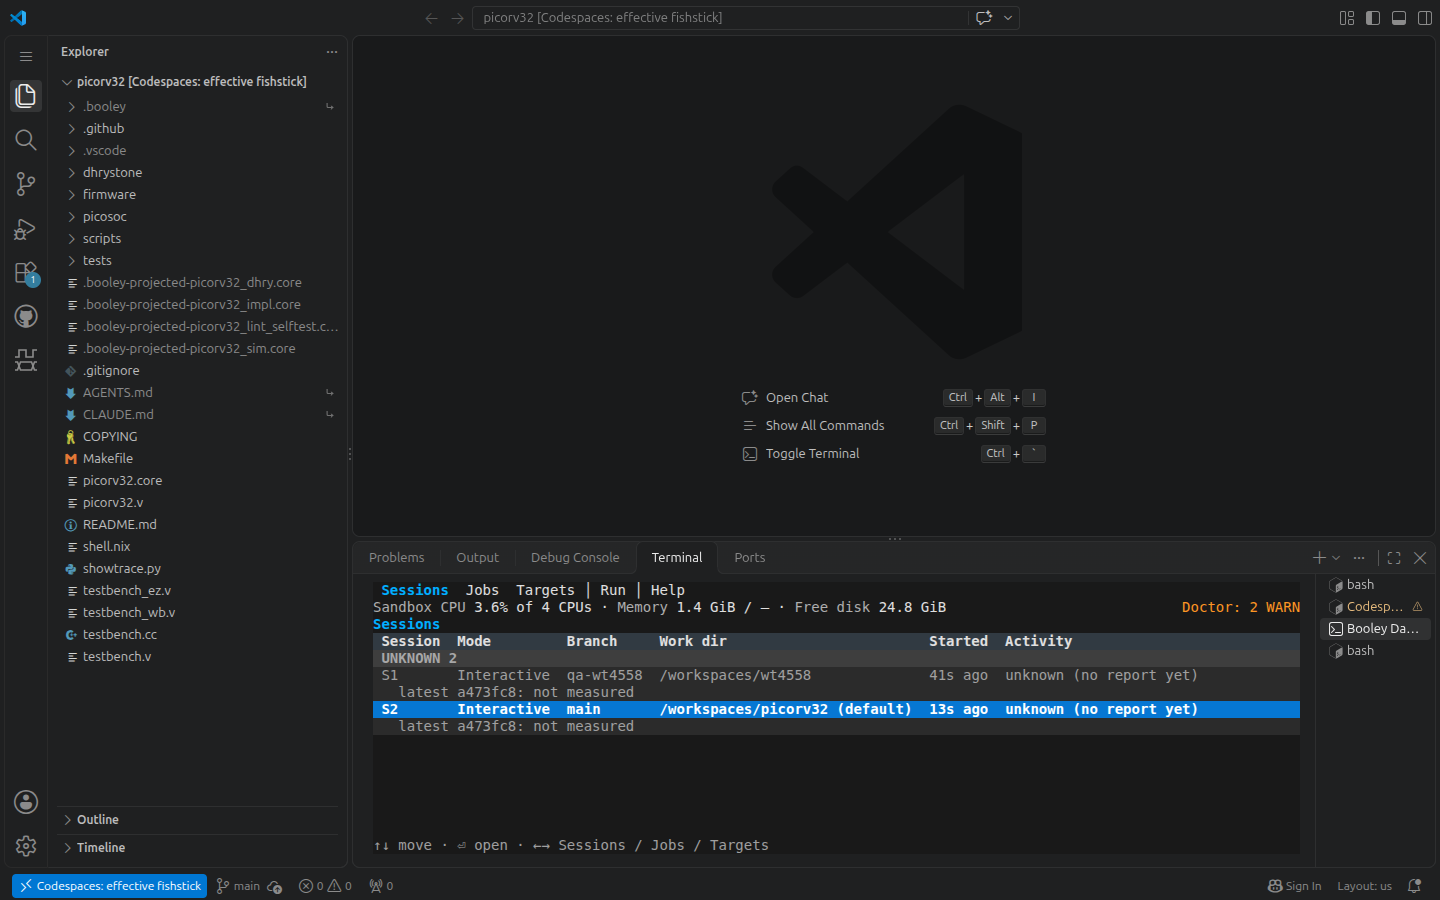 picorv32 [Codespaces: effective fishstick]
Explorer
picorv32 [Codespaces: effective fishstick]
.booley
.github
.vscode
dhrystone
firmware
picosoc
scripts
tests
.booley-projected-picorv32_dhry.core
.booley-projected-picorv32_impl.core
.booley-projected-picorv32_lint_selftest.c...
.booley-projected-picorv32_sim.core
.gitignore
AGENTS.md
CLAUDE.md
COPYING
Makefile
picorv32.core
picorv32.v
README.md
shell.nix
showtrace.py
testbench_ez.v
testbench_wb.v
testbench.cc
testbench.v
Outline
Timeline
1
Open Chat Ctrl + Alt + I
Show All Commands Ctrl + Shift + P
Toggle Terminal Ctrl + `
Problems Output Debug Console Terminal Ports
Sessions Jobs Targets | Run | Help
Sandbox CPU 3.6% of 4 CPUs · Memory 1.4 GiB / — · Free disk 24.8 GiB Doctor: 2 WARN
Sessions
Session Mode Branch Work dir Started Activity
UNKNOWN 2
S1 Interactive qa-wt4558 /workspaces/wt4558 41s ago unknown (no report yet)
latest a473fc8: not measured
S2 Interactive main /workspaces/picorv32 (default) 13s ago unknown (no report yet)
latest a473fc8: not measured
↑↓ move · ⏎ open · ←→ Sessions / Jobs / Targets
bash
Codesp...
Booley Da...
bash
Codespaces: effective fishstick main 0 0 0 Sign In Layout: us